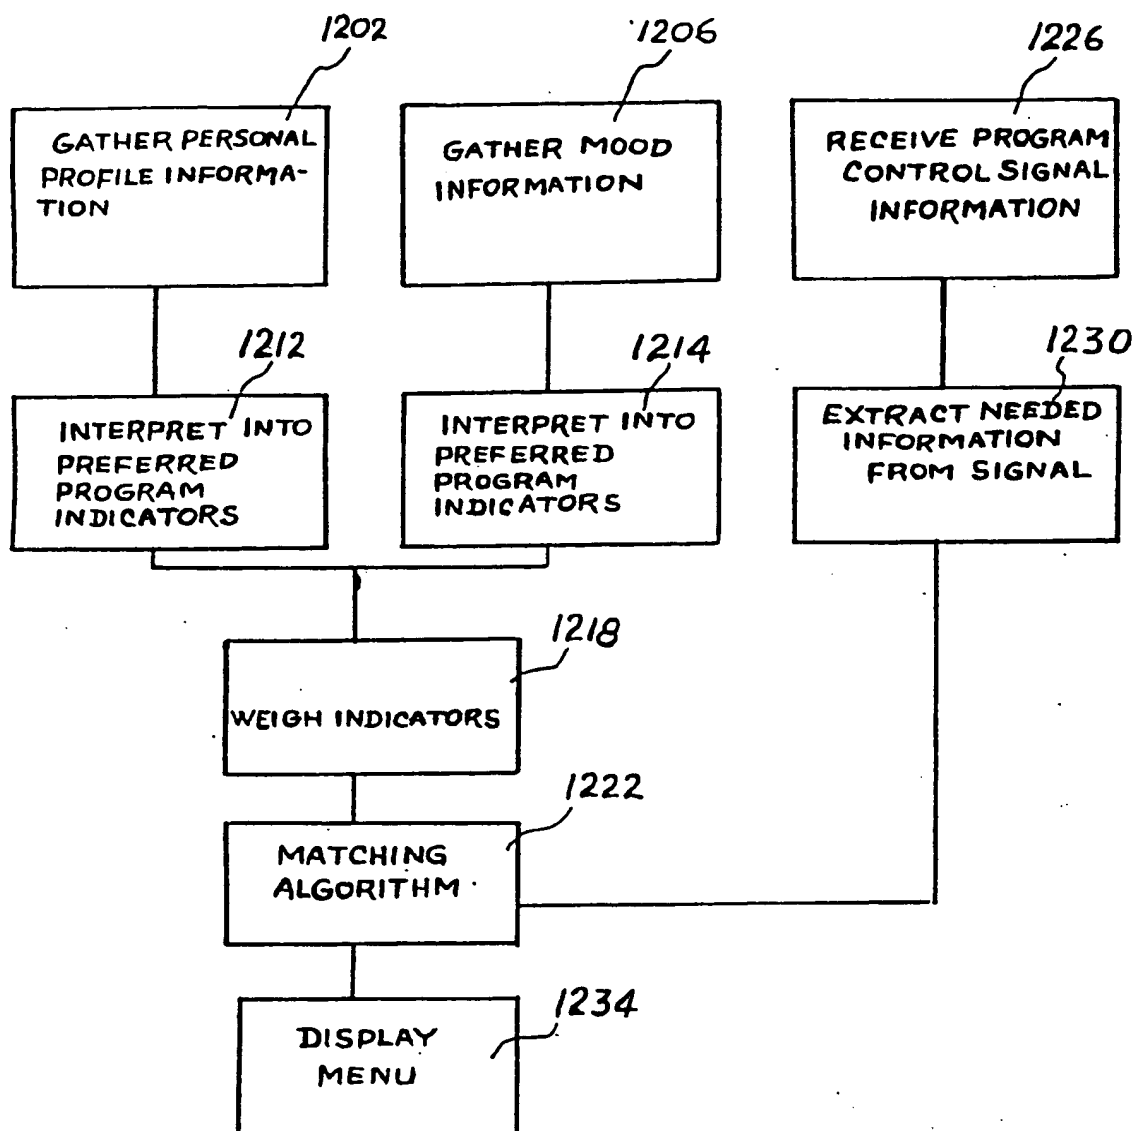 1202
GATHER PERSONAL
PROFILE INFORMA-
TION
1206
GATHER MOOD
INFORMATION
1226
RECEIVE PROGRAM
CONTROL SIGNAL
INFORMATION
1212
INTERPRET INTO
PREFERRED
PROGRAM
INDICATORS
1214
INTERPRET INTO
PREFERRED
PROGRAM
INDICATORS
1230
EXTRACT NEEDED
INFORMATION
FROM SIGNAL
1218
WEIGH INDICATORS
1222
MATCHING
ALGORITHM
1234
DISPLAY
MENU